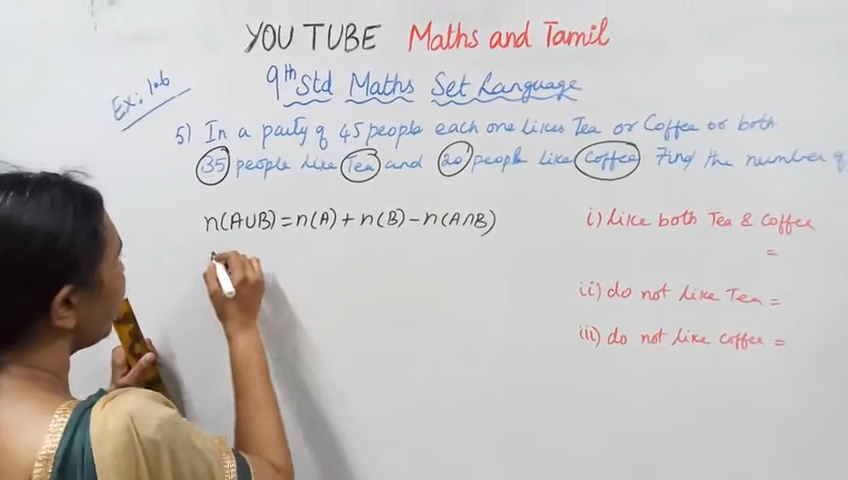 YOU TUBE Maths and Tamil
Ex: 1.6
9th Std Maths Set Language
5) In a party of 45 people each one likes Tea or Coffee or both
35 people like Tea and 20 people like Coffee. Find the number of
n(A∪B) = n(A) + n(B) - n(A∩B)
i) like both Tea & Coffee
=
ii) do not like Tea =
iii) do not like coffee =